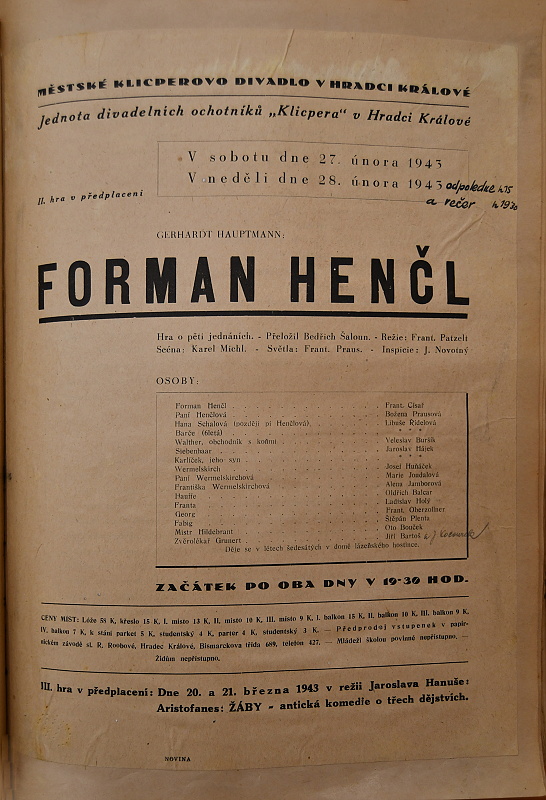 MĚSTSKÉ KLICPEROVO DIVADLO V HRADCI KRÁLOVÉ
Jednota divadelních ochotníků „Klicpera“ v Hradci Králové
V sobotu dne 27. února 1943
V neděli dne 28. února 1943 odpoledne h 15
a večer h 19³⁰
II. hra v předplacení
GERHARDT HAUPTMANN:
FORMAN HENČL
Hra o pěti jednáních. - Přeložil Bedřich Šaloun. - Režie: Frant. Patzelt
Scéna: Karel Michl. - Světla: Frant. Praus. - Inspicie: J. Novotný
OSOBY:
Forman Henčl . . . Frant. Císař
Paní Henčlová . . . Božena Prausová
Hana Schalová (později pí Henčlová) . . . Libuše Řídelová
Barče (6letá) . . . * * *
Walther, obchodník s koňmi . . . Veleslav Buršík
Siebenhaar . . . Jaroslav Hájek
Karlíček, jeho syn . . . * * *
Wermelskirch . . . Josef Huňáček
Paní Wermelskirchová . . . Marie Joudalová
Františka Wermelskirchová . . . Alena Jamborová
Hauffe . . . Oldřich Balcar
Franta . . . Ladislav Holý
Georg . . . Frant. Oberzollner
Fabig . . . Štěpán Plenta
Mistr Hildebrant . . . Oto Bouček
Zvěrolékař Grunert . . . Jiří Bartoš
Děje se v létech šedesátých v domě lázeňského hostince.
ZAČÁTEK PO OBA DNY V 19·30 HOD.
CENY MÍST: Lóže 58 K, křeslo 15 K, I. místo 13 K, II. místo 10 K, III. místo 9 K, I. balkon 15 K, II. balkon 10 K, III. balkon 9 K,
IV. balkon 7 K, k stání parket 5 K, studentský 4 K, parter 4 K, studentský 3 K. — Předprodej vstupenek v papír-
nickém závodě sl. R. Roobové, Hradec Králové, Bismarckova třída 689, telefon 427. — Mládeži školou povinné nepřístupno. —
Židům nepřístupno.
III. hra v předplacení: Dne 20. a 21. března 1943 v režii Jaroslava Hanuše:
Aristofanes: ŽÁBY - antická komedie o třech dějstvích.
NOVINA